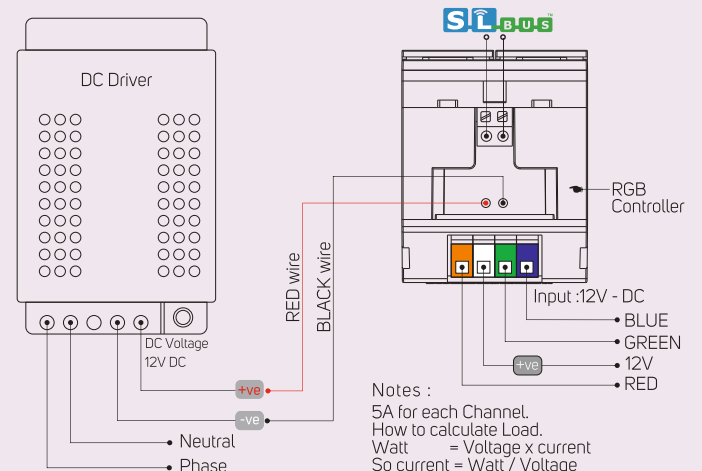 SL BUS™
DC Driver
RGB
Controller
RED wire
BLACK wire
Input :12V - DC
DC Voltage
12V DC
BLUE
GREEN
+ve
12V
RED
+ve
-ve
Neutral
Phase
Notes :
5A for each Channel.
How to calculate Load.
Watt = Voltage x current
So current = Watt / Voltage